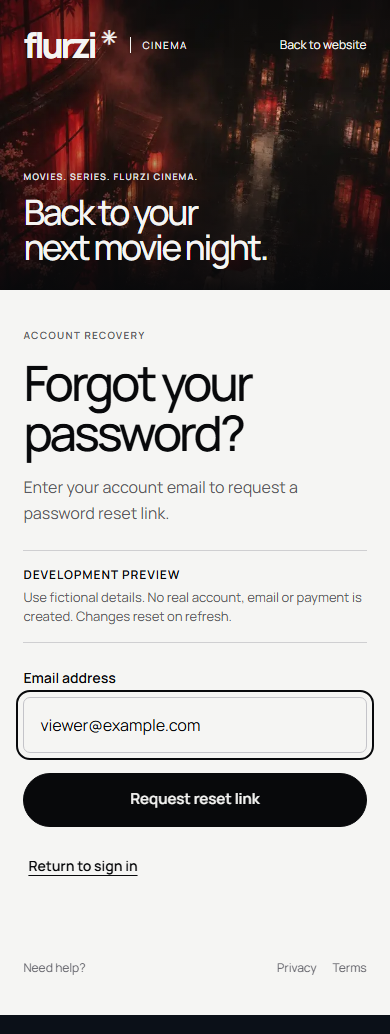 flurzi* | CINEMA
Back to website
MOVIES. SERIES. FLURZI CINEMA.
Back to your
next movie night.
ACCOUNT RECOVERY
Forgot your
password?
Enter your account email to request a
password reset link.
DEVELOPMENT PREVIEW
Use fictional details. No real account, email or payment is
created. Changes reset on refresh.
Email address
viewer@example.com
Request reset link
Return to sign in
Need help?
Privacy
Terms